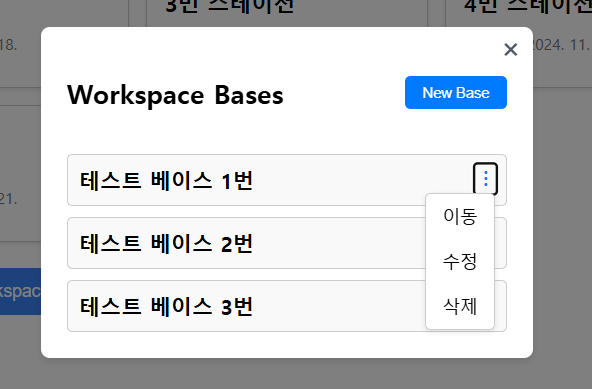 3번 스테이션
4번 스테이션
18.
2024. 11.
Workspace Bases
New Base
테스트 베이스 1번
이동
테스트 베이스 2번
수정
삭제
테스트 베이스 3번
21.